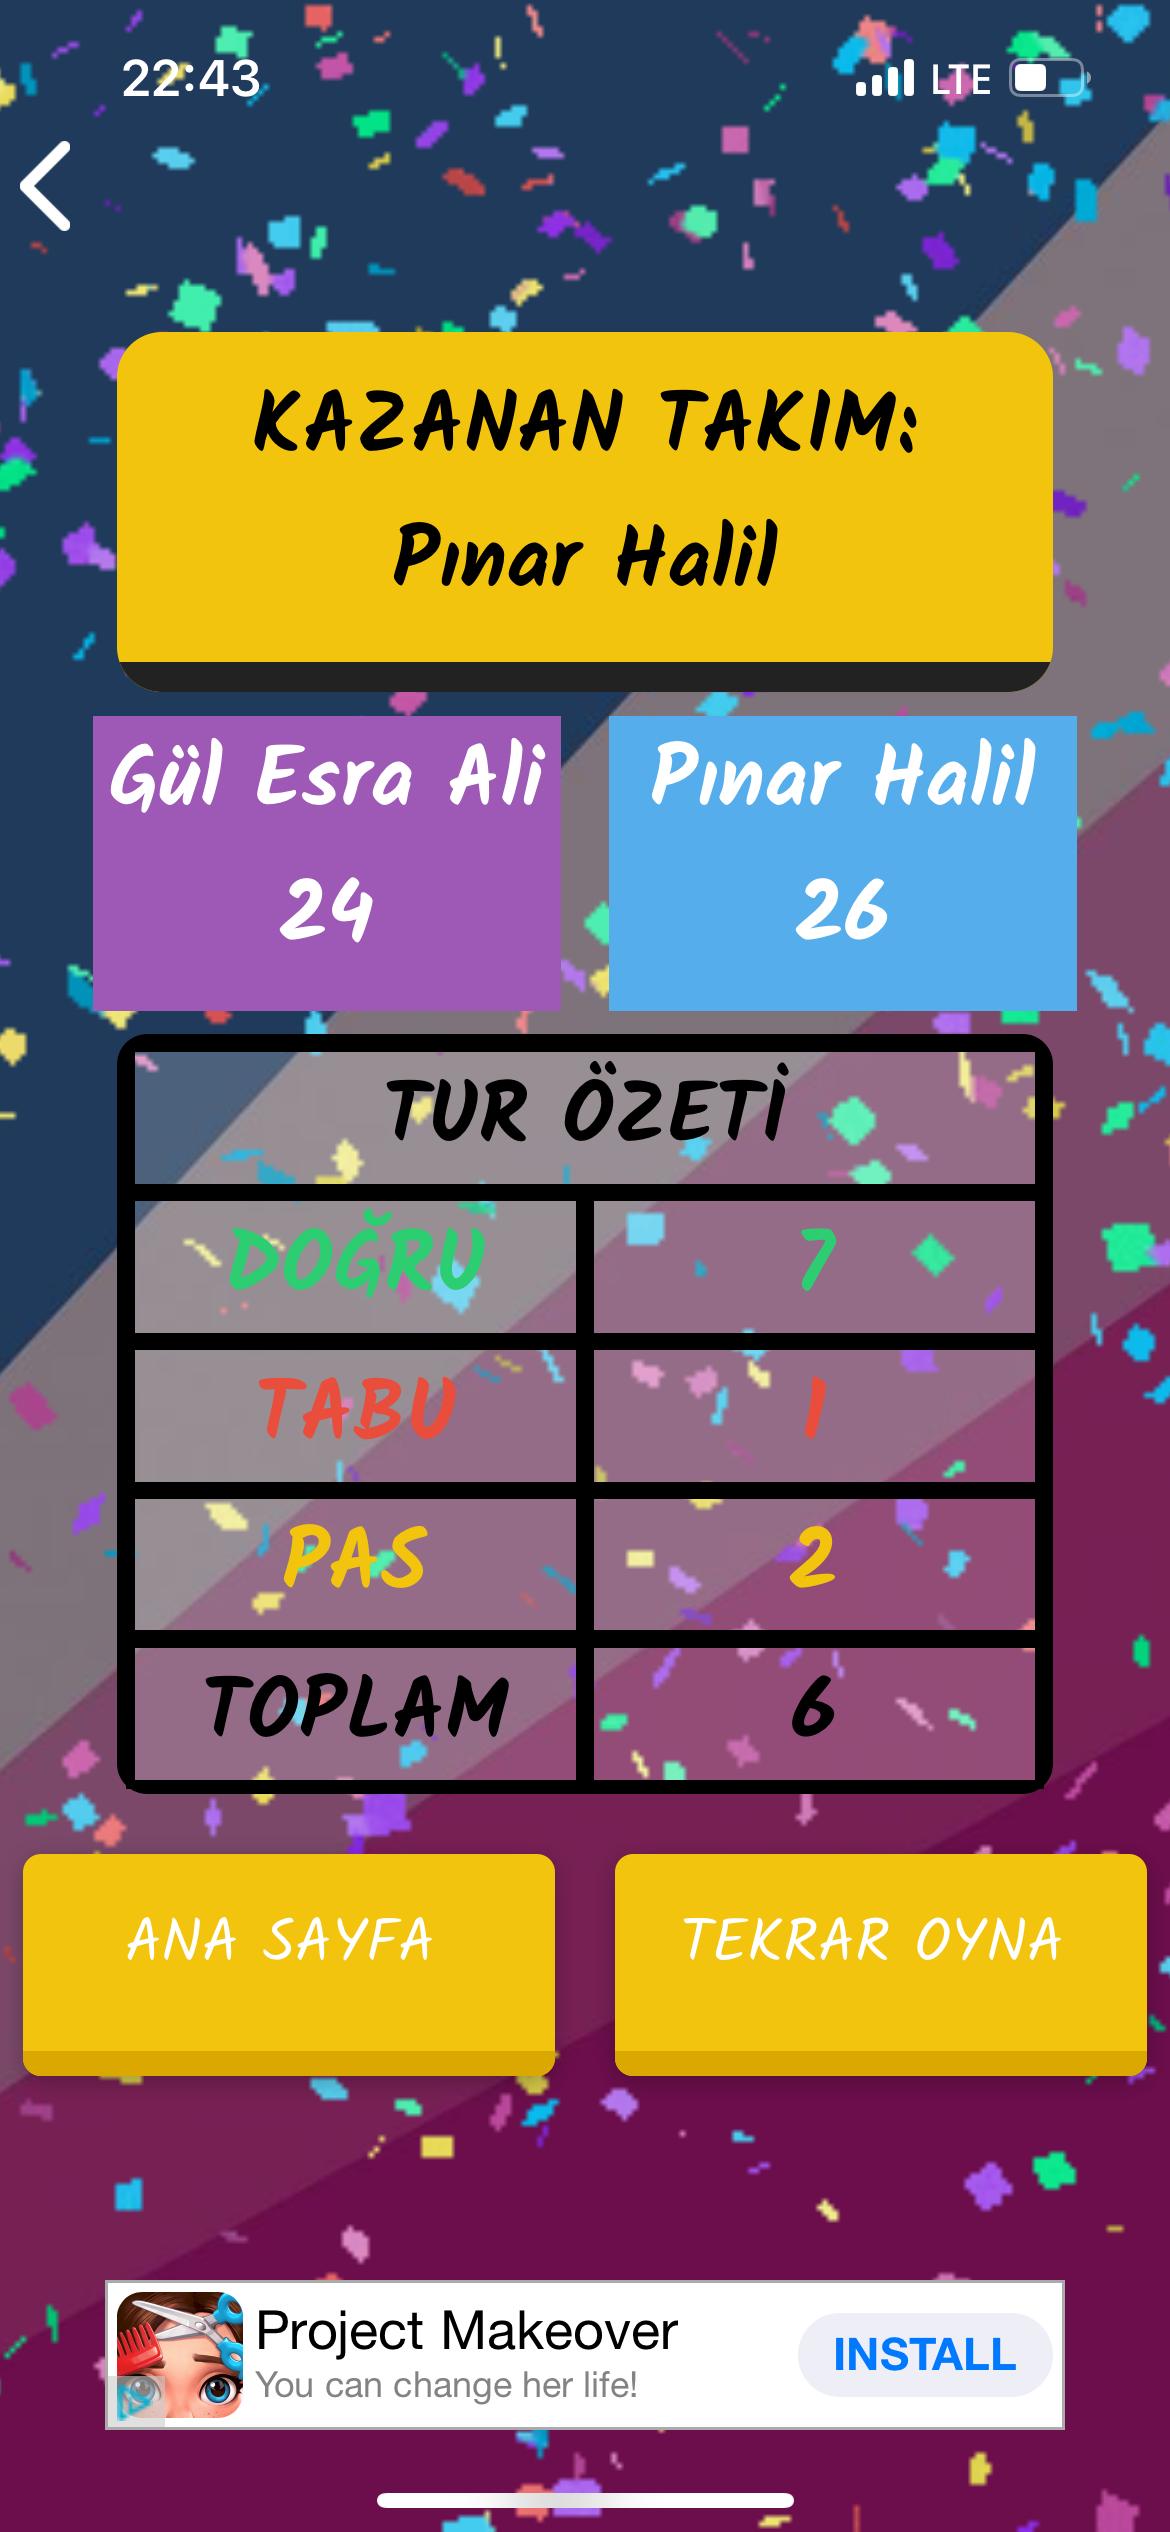 22:43
LTE
KAZANAN TAKIM:
Pınar Halil
Gül Esra Ali
24
Pınar Halil
26
TUR ÖZETİ
DOĞRU 7
TABU 1
PAS 2
TOPLAM 6
ANA SAYFA
TEKRAR OYNA
Project Makeover
You can change her life!
INSTALL